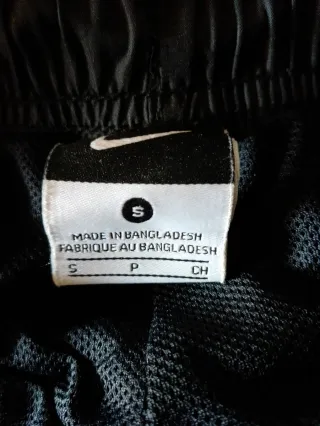 S
MADE IN BANGLADESH
FABRIQUE AU BANGLADESH
S P CH